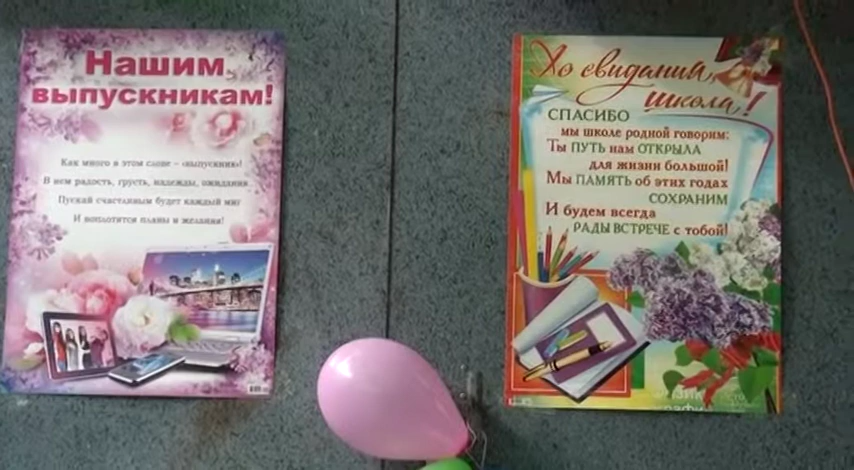 Нашим
выпускникам!
Как много в этом слове – «выпускник»!
В нем радость, грусть, надежды, ожидания.
Пускай счастливым будет каждый миг
И воплотятся планы и желания!
До свидания,
школа!
СПАСИБО
мы школе родной говорим:
Ты ПУТЬ нам ОТКРЫЛА
для жизни большой!
Мы ПАМЯТЬ об этих годах
СОХРАНИМ
И будем всегда
РАДЫ ВСТРЕЧЕ с тобой!